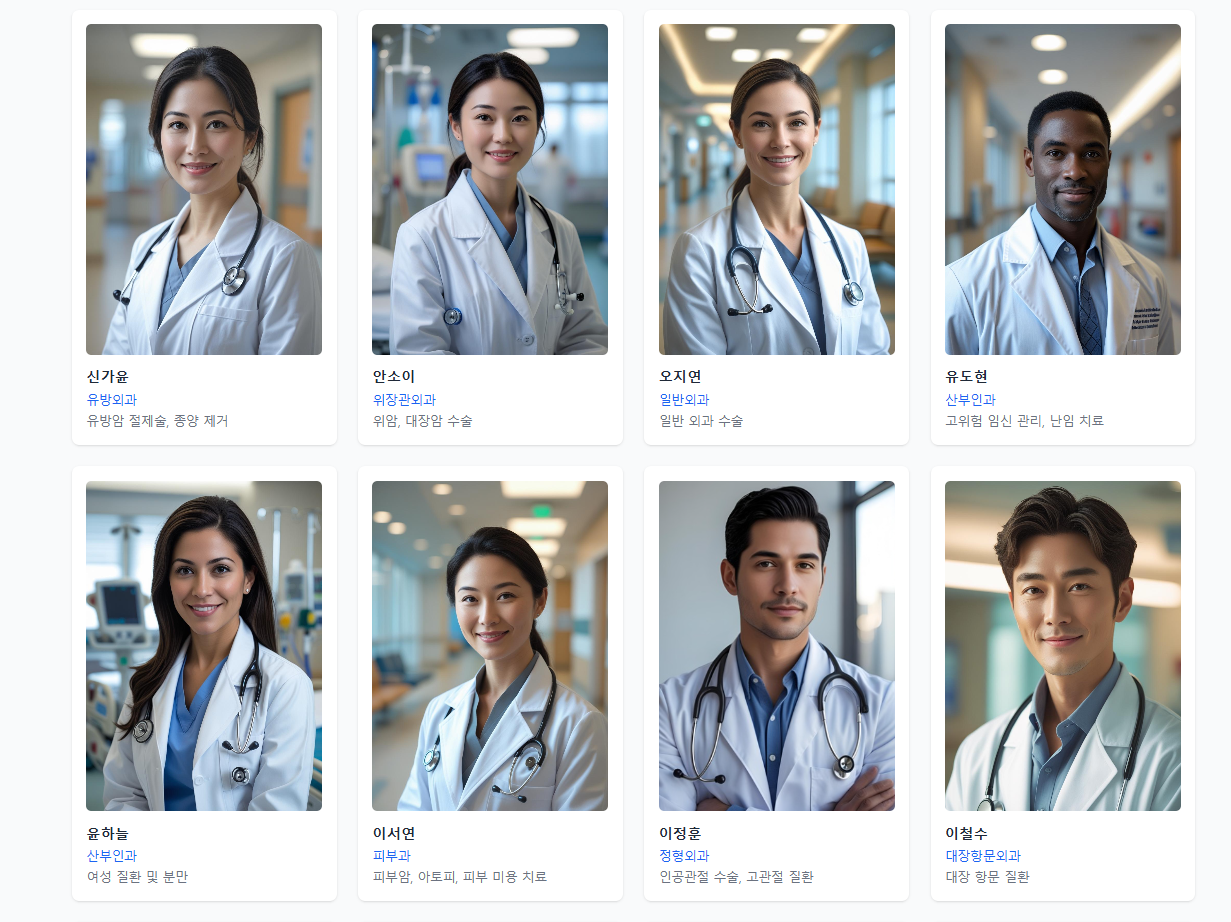 신가윤
유방외과
유방암 절제술, 종양 제거
안소이
위장관외과
위암, 대장암 수술
오지연
일반외과
일반 외과 수술
유도현
산부인과
고위험 임신 관리, 난임 치료
윤하늘
산부인과
여성 질환 및 분만
이서연
피부과
피부암, 아토피, 피부 미용 치료
이정훈
정형외과
인공관절 수술, 고관절 질환
이철수
대장항문외과
대장 항문 질환